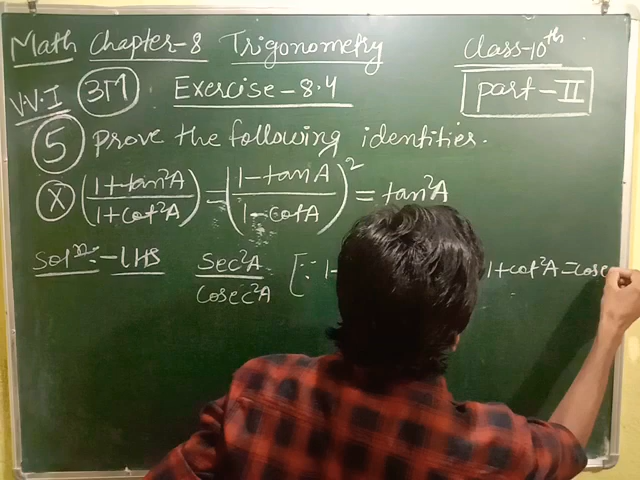 Math Chapter-8 Trigonometry Class-10th
V.V.I 3M Exercise-8.4 Part-II
5 Prove the following identities.
(X) ((1+tan²A)/(1+cot²A)) = ((1-tanA)/(1-cotA))² = tan²A
Solⁿ:- LHS sec²A/cosec²A [∵ 1+ 1+cot²A=cose